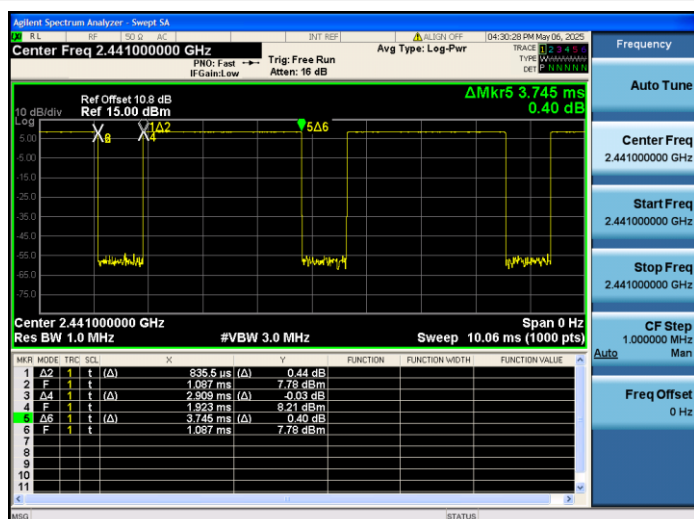 Agilent Spectrum Analyzer - Swept SA
RL RF 50 Ω AC INT REF ALIGN OFF 04:30:28 PM May 06, 2025
Center Freq 2.441000000 GHz
PNO: Fast
IFGain:Low
Trig: Free Run
Atten: 16 dB
Avg Type: Log-Pwr
TRACE 1 2 3 4 5 6
TYPE W
DET P N N N N N
ΔMkr5 3.745 ms
0.40 dB
Ref Offset 10.8 dB
10 dB/div Ref 15.00 dBm
Log
5.00
-5.00
-15.0
-25.0
-35.0
-45.0
-55.0
-65.0
-75.0
1Δ2
4
5Δ6
Center 2.441000000 GHz Span 0 Hz
Res BW 1.0 MHz #VBW 3.0 MHz Sweep 10.06 ms (1000 pts)
MKR MODE TRC SCL X Y FUNCTION FUNCTION WIDTH FUNCTION VALUE
1 Δ2 1 t (Δ) 835.5 µs (Δ) 0.44 dB
2 F 1 t 1.087 ms 7.78 dBm
3 Δ4 1 t (Δ) 2.909 ms (Δ) -0.03 dB
4 F 1 t 1.923 ms 8.21 dBm
5 Δ6 1 t (Δ) 3.745 ms (Δ) 0.40 dB
6 F 1 t 1.087 ms 7.78 dBm
7
8
9
10
11
MSG STATUS
Frequency
Auto Tune
Center Freq
2.441000000 GHz
Start Freq
2.441000000 GHz
Stop Freq
2.441000000 GHz
CF Step
1.000000 MHz
Auto Man
Freq Offset
0 Hz